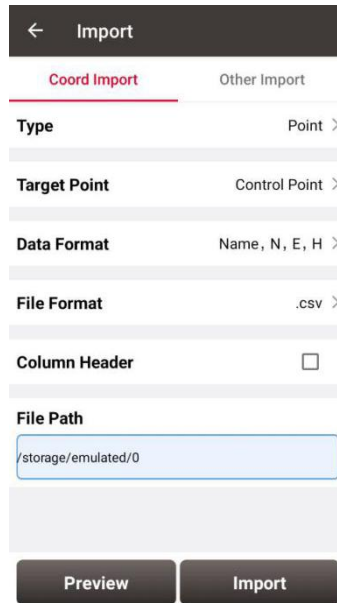 Import
Coord Import Other Import
Type Point
Target Point Control Point
Data Format Name, N, E, H
File Format .csv
Column Header
File Path
/storage/emulated/0
Preview Import